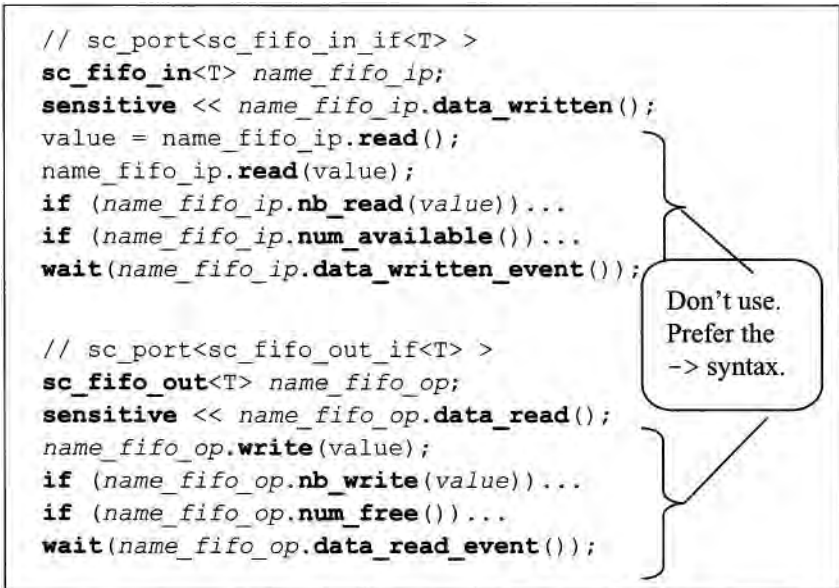 // sc_port<sc_fifo_in_if<T> >
sc_fifo_in<T> name_fifo_ip;
sensitive << name_fifo_ip.data_written();
value = name_fifo_ip.read();
name_fifo_ip.read(value);
if (name_fifo_ip.nb_read(value))...
if (name_fifo_ip.num_available())...
wait(name_fifo_ip.data_written_event());
Don't use.
Prefer the
-> syntax.
// sc_port<sc_fifo_out_if<T> >
sc_fifo_out<T> name_fifo_op;
sensitive << name_fifo_op.data_read();
name_fifo_op.write(value);
if (name_fifo_op.nb_write(value))...
if (name_fifo_op.num_free())...
wait(name_fifo_op.data_read_event());